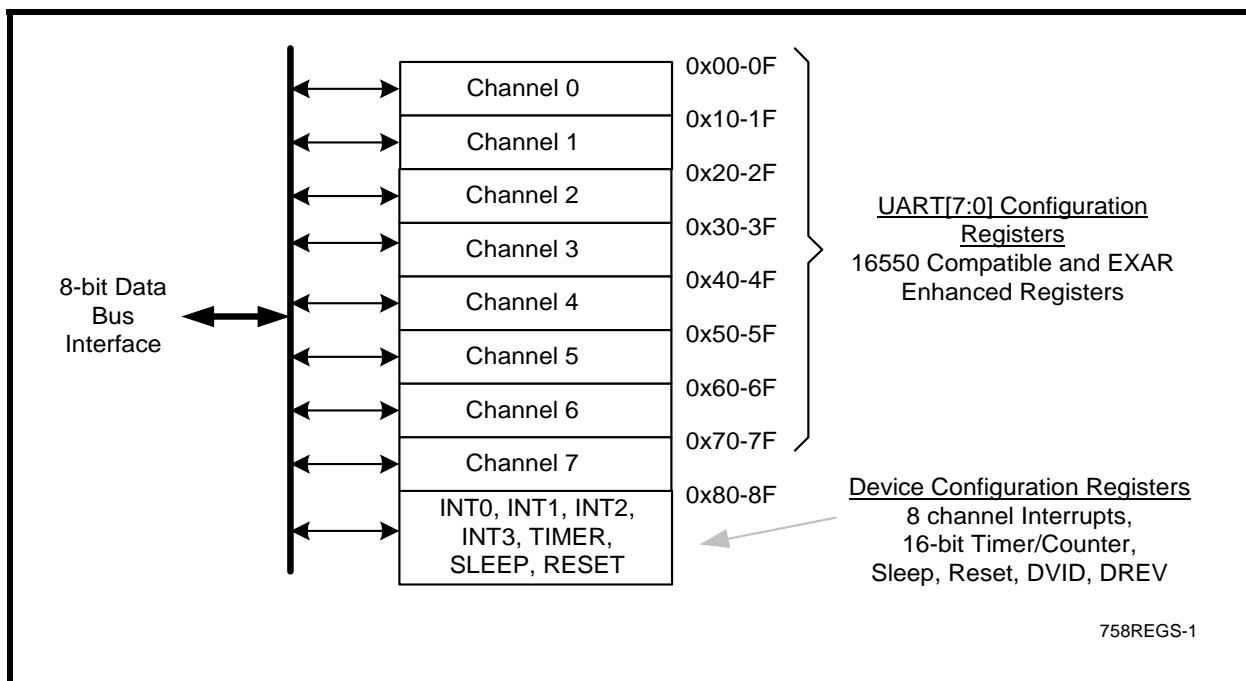 8-bit Data
Bus
Interface
Channel 0
Channel 1
Channel 2
Channel 3
Channel 4
Channel 5
Channel 6
Channel 7
INT0, INT1, INT2,
INT3, TIMER,
SLEEP, RESET
0x00-0F
0x10-1F
0x20-2F
0x30-3F
0x40-4F
0x50-5F
0x60-6F
0x70-7F
0x80-8F
UART[7:0] Configuration
Registers
16550 Compatible and EXAR
Enhanced Registers
Device Configuration Registers
8 channel Interrupts,
16-bit Timer/Counter,
Sleep, Reset, DVID, DREV
758REGS-1